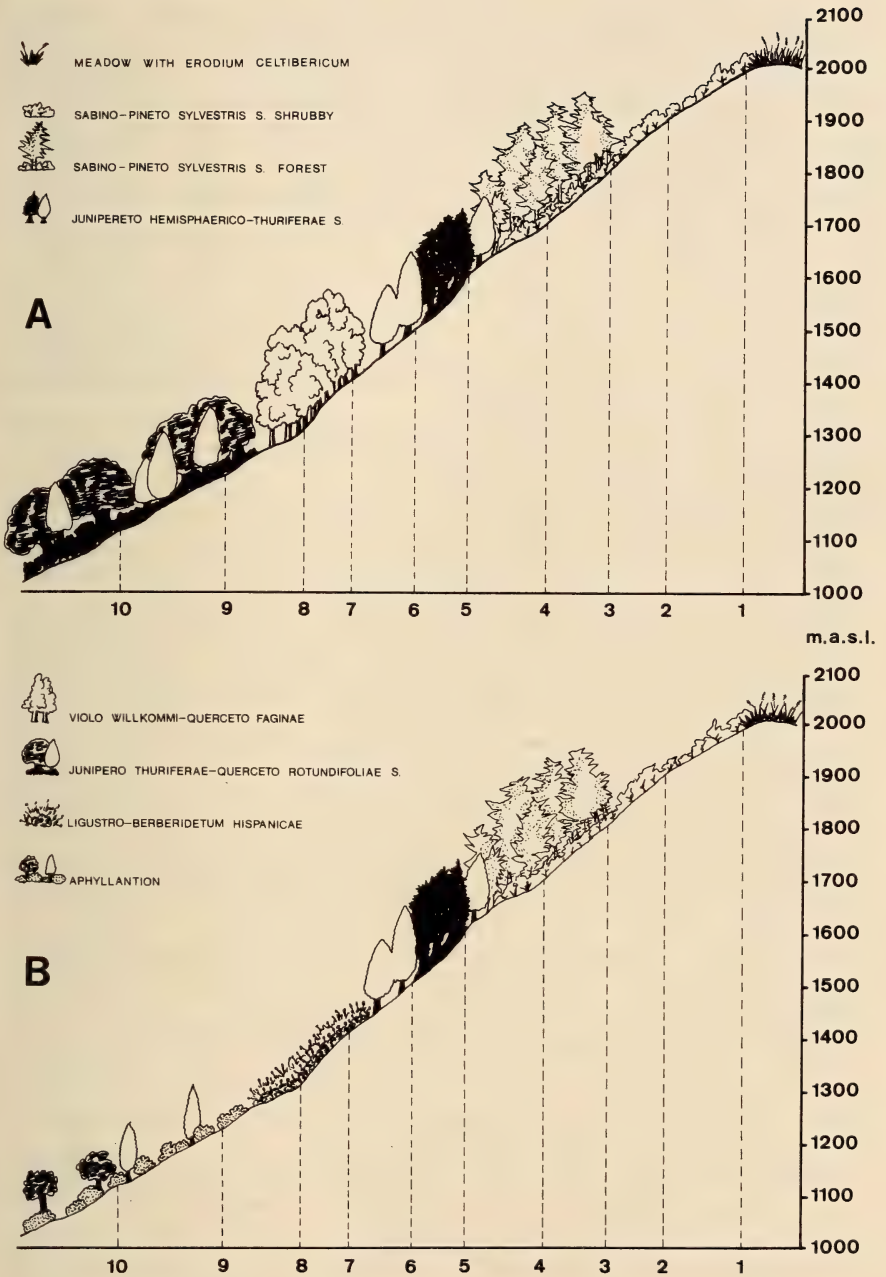 MEADOW WITH ERODIUM CELTIBERICUM
SABINO-PINETO SYLVESTRIS S. SHRUBBY
SABINO-PINETO SYLVESTRIS S. FOREST
JUNIPERETO HEMISPHAERICO-THURIFERAE S.
A
2100
2000
1900
1800
1700
1600
1500
1400
1300
1200
1100
1000
10 9 8 7 6 5 4 3 2 1
m.a.s.l.
VIOLO WILLKOMMI-QUERCETO FAGINAE
JUNIPERO THURIFERAE-QUERCETO ROTUNDIFOLIAE S.
LIGUSTRO-BERBERIDETUM HISPANICAE
APHYLLANTION
B
2100
2000
1900
1800
1700
1600
1500
1400
1300
1200
1100
1000
10 9 8 7 6 5 4 3 2 1